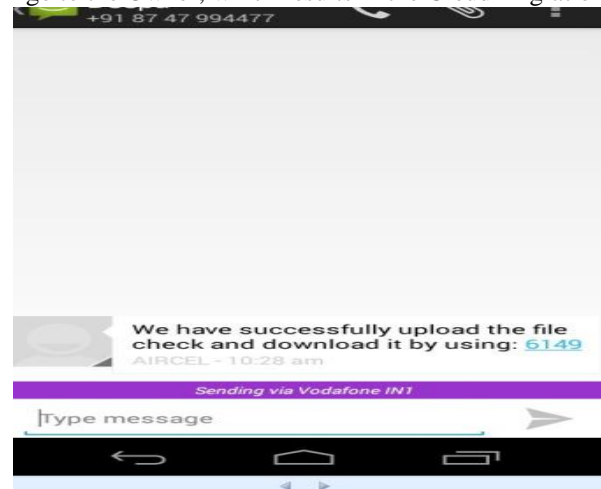 +91 87 47 994477
We have successfully upload the file
check and download it by using: 6149
AIRCEL - 10:28 am
Sending via Vodafone IN1
Type message